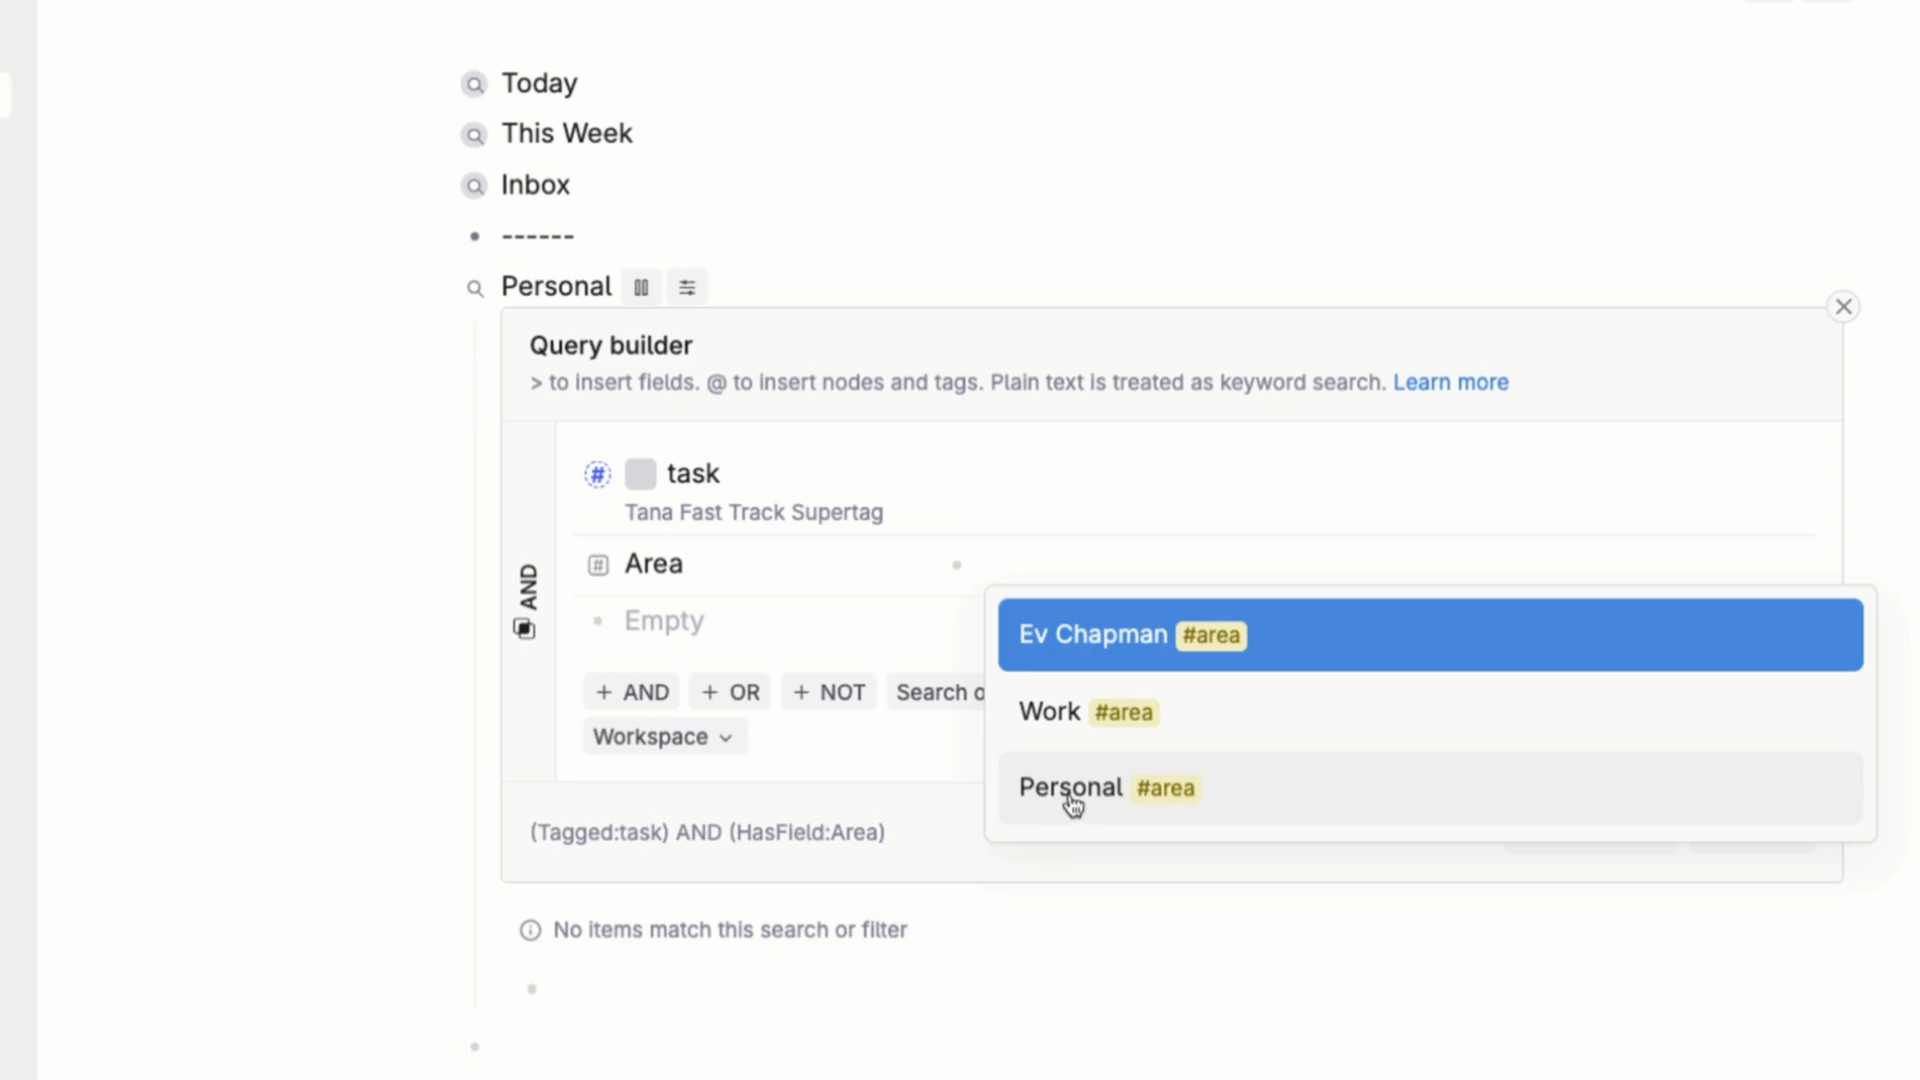 Today
This Week
Inbox
------
Personal
Query builder
> to insert fields. @ to insert nodes and tags. Plain text is treated as keyword search. Learn more
AND
# task
Tana Fast Track Supertag
# Area
Empty
+ AND + OR + NOT Search
Workspace
Ev Chapman #area
Work #area
Personal #area
(Tagged:task) AND (HasField:Area)
No items match this search or filter